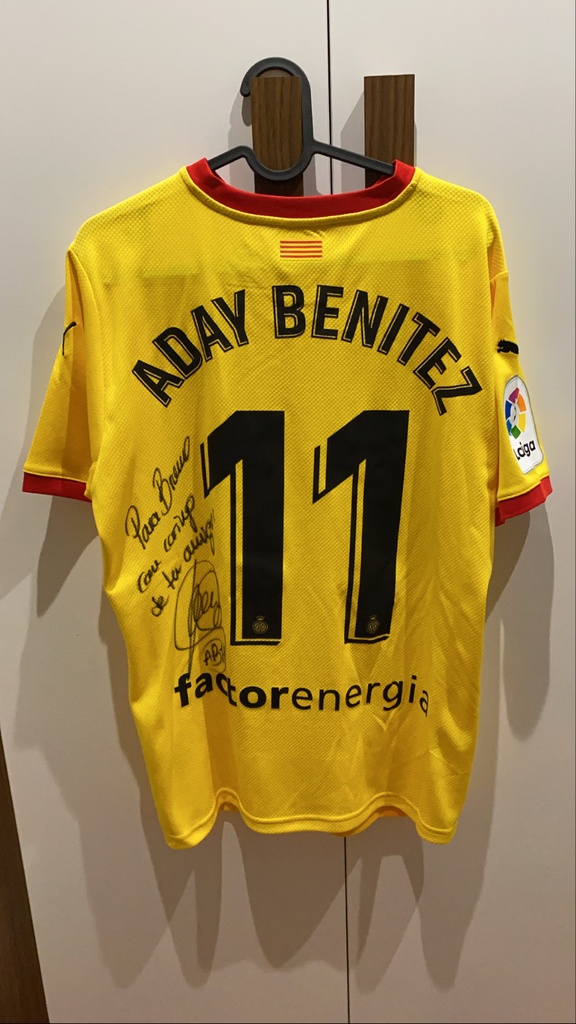 ADAY BENITEZ
LaLiga
11
Para Bruno
con cariño
de tu amigo
factorenergia